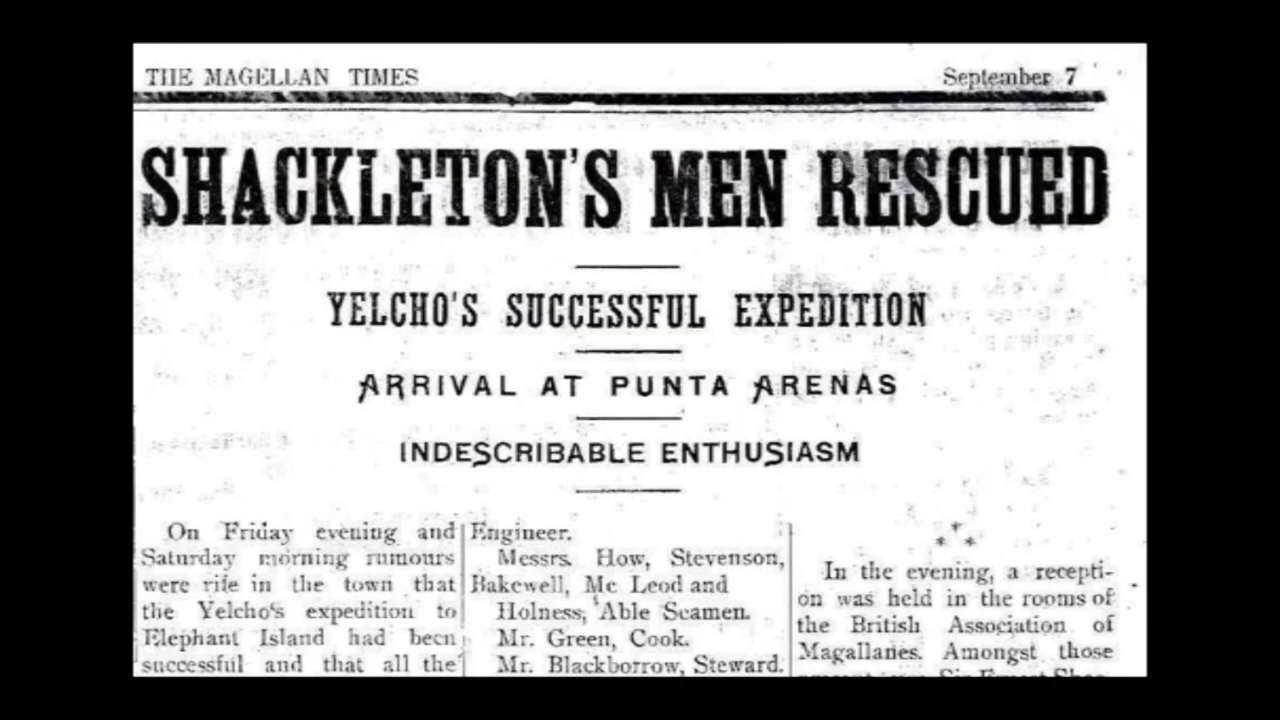 THE MAGELLAN TIMES
September 7
SHACKLETON'S MEN RESCUED
YELCHO'S SUCCESSFUL EXPEDITION
ARRIVAL AT PUNTA ARENAS
INDESCRIBABLE ENTHUSIASM
On Friday evening and
Saturday morning rumours
were rife in the town that
the Yelcho's expedition to
Elephant Island had been
successful and that all the
Engineer.
Messrs. How, Stevenson,
Bakewell, Mc Leod and
Holness, Able Seamen.
Mr. Green, Cook.
Mr. Blackborrow, Steward.
* * *
In the evening, a recepti-
on was held in the rooms of
the British Association of
Magallanes. Amongst those
Sir Ernest